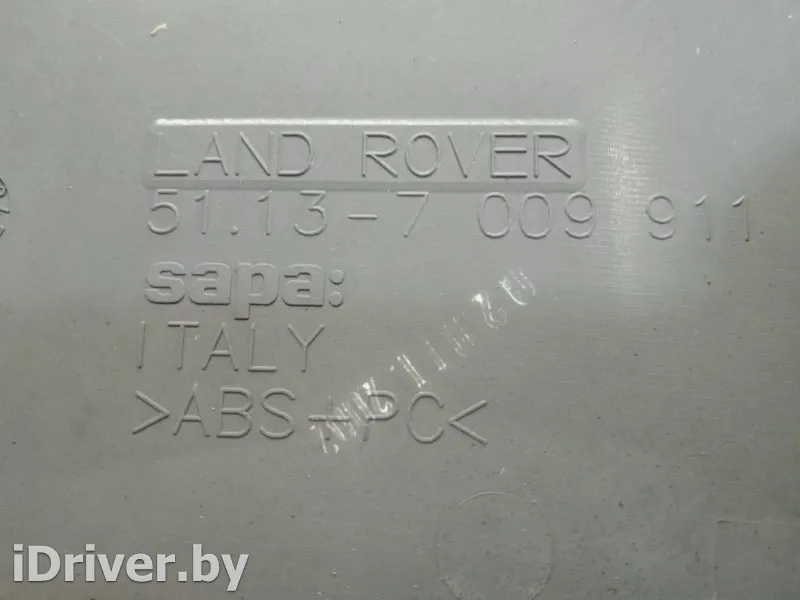 LAND ROVER
51.13-7 009 911
sapa:
ITALY
>ABS+PC<
iDriver.by